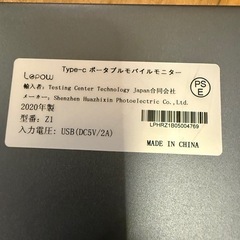 Lepow
Type-c ポータブルモバイルモニター
輸入者: Testing Center Technology Japan合同会社
メーカー: Shenzhen Huazhixin Photoelectric Co.,Ltd.
2020年製
型番: Z1
入力電圧: USB(DC5V/2A)
PS
E
LPHRZ1B05004769
MADE IN CHINA